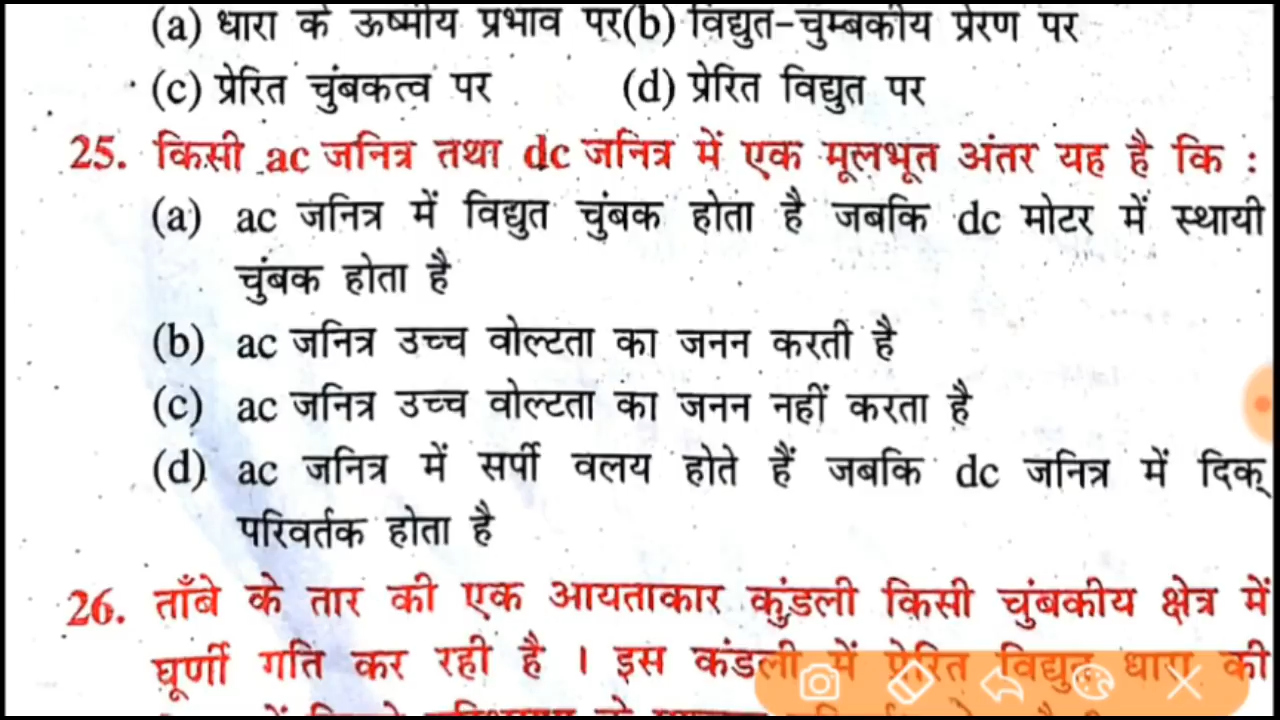 (a) धारा के ऊष्मीय प्रभाव पर(b) विद्युत-चुम्बकीय प्रेरण पर
(c) प्रेरित चुंबकत्व पर (d) प्रेरित विद्युत पर
25. किसी ac जनित्र तथा dc जनित्र में एक मूलभूत अंतर यह है कि :
(a) ac जनित्र में विद्युत चुंबक होता है जबकि dc मोटर में स्थायी
चुंबक होता है
(b) ac जनित्र उच्च वोल्टता का जनन करती है
(c) ac जनित्र उच्च वोल्टता का जनन नहीं करता है
(d) ac जनित्र में सर्पी वलय होते हैं जबकि dc जनित्र में दिक्
परिवर्तक होता है
26. ताँबे के तार की एक आयताकार कुंडली किसी चुंबकीय क्षेत्र में
घूर्णी गति कर रही है । इस कंडली में प्रेरित विद्युत धारा की